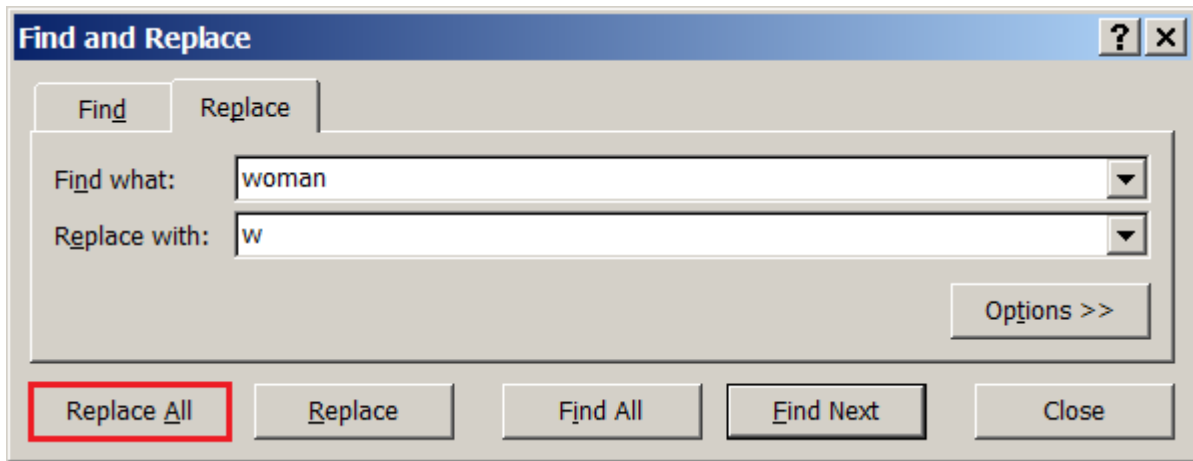 Find and Replace ?
Find Replace
Find what: woman
Replace with: w
Options >>
Replace All Replace Find All Find Next Close